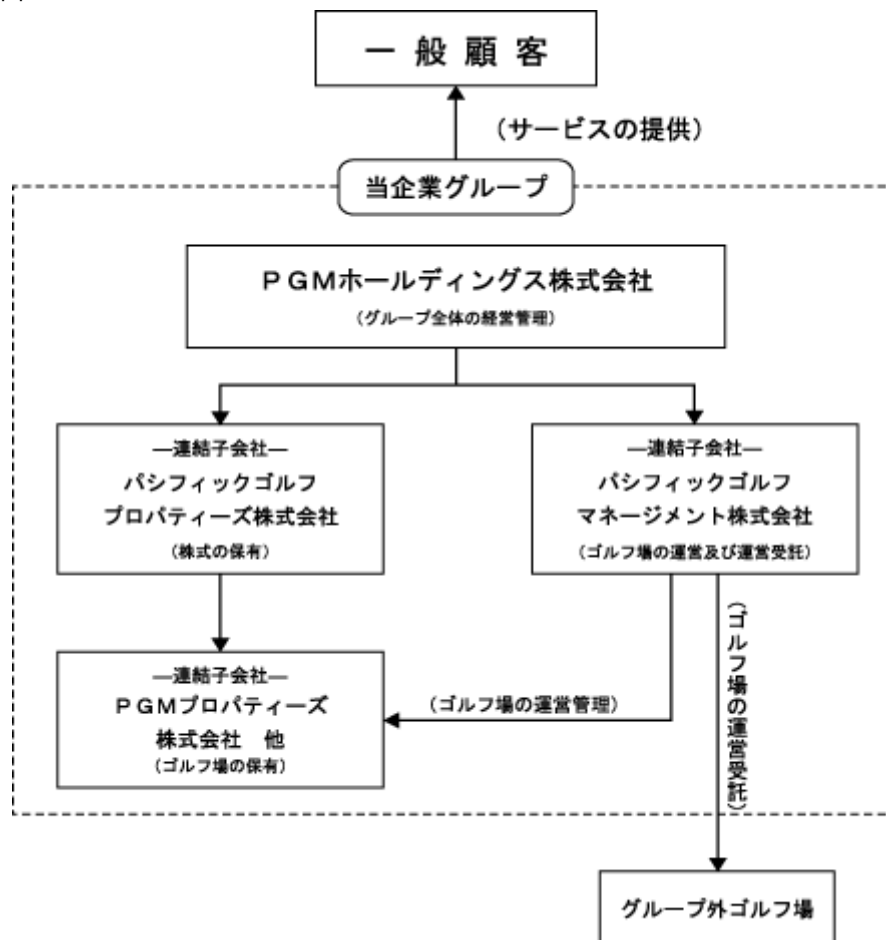 一般顧客
（サービスの提供）
当企業グループ
ＰＧＭホールディングス株式会社
（グループ全体の経営管理）
―連結子会社―
パシフィックゴルフ
プロパティーズ株式会社
（株式の保有）
―連結子会社―
パシフィックゴルフ
マネージメント株式会社
（ゴルフ場の運営及び運営受託）
―連結子会社―
ＰＧＭプロパティーズ
株式会社　他
（ゴルフ場の保有）
（ゴルフ場の運営管理）
（ゴルフ場の運営受託）
グループ外ゴルフ場